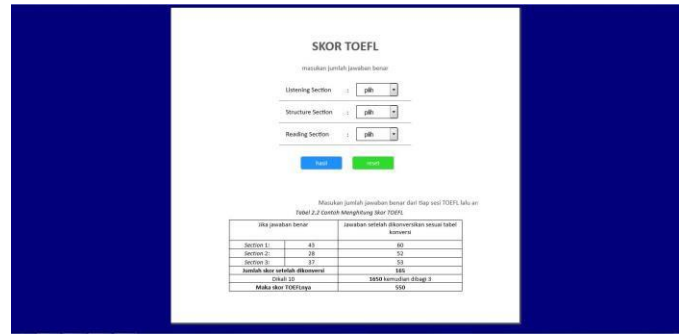 SKOR TOEFL
masukan jumlah jawaban benar
Listening Section : pilih
Structure Section : pilih
Reading Section : pilih
hasil reset
Masukan jumlah jawaban benar dari tiap sesi TOEFL lalu an
Tabel 2.2 Contoh Menghitung Skor TOEFL
Jika jawaban benar Jawaban setelah dikonversikan sesuai tabel
konversi
Section 1: 43 60
Section 2: 28 52
Section 3: 37 53
Jumlah skor setelah dikonversi 165
Dikali 10 1650 kemudian dibagi 3
Maka skor TOEFLnya 550